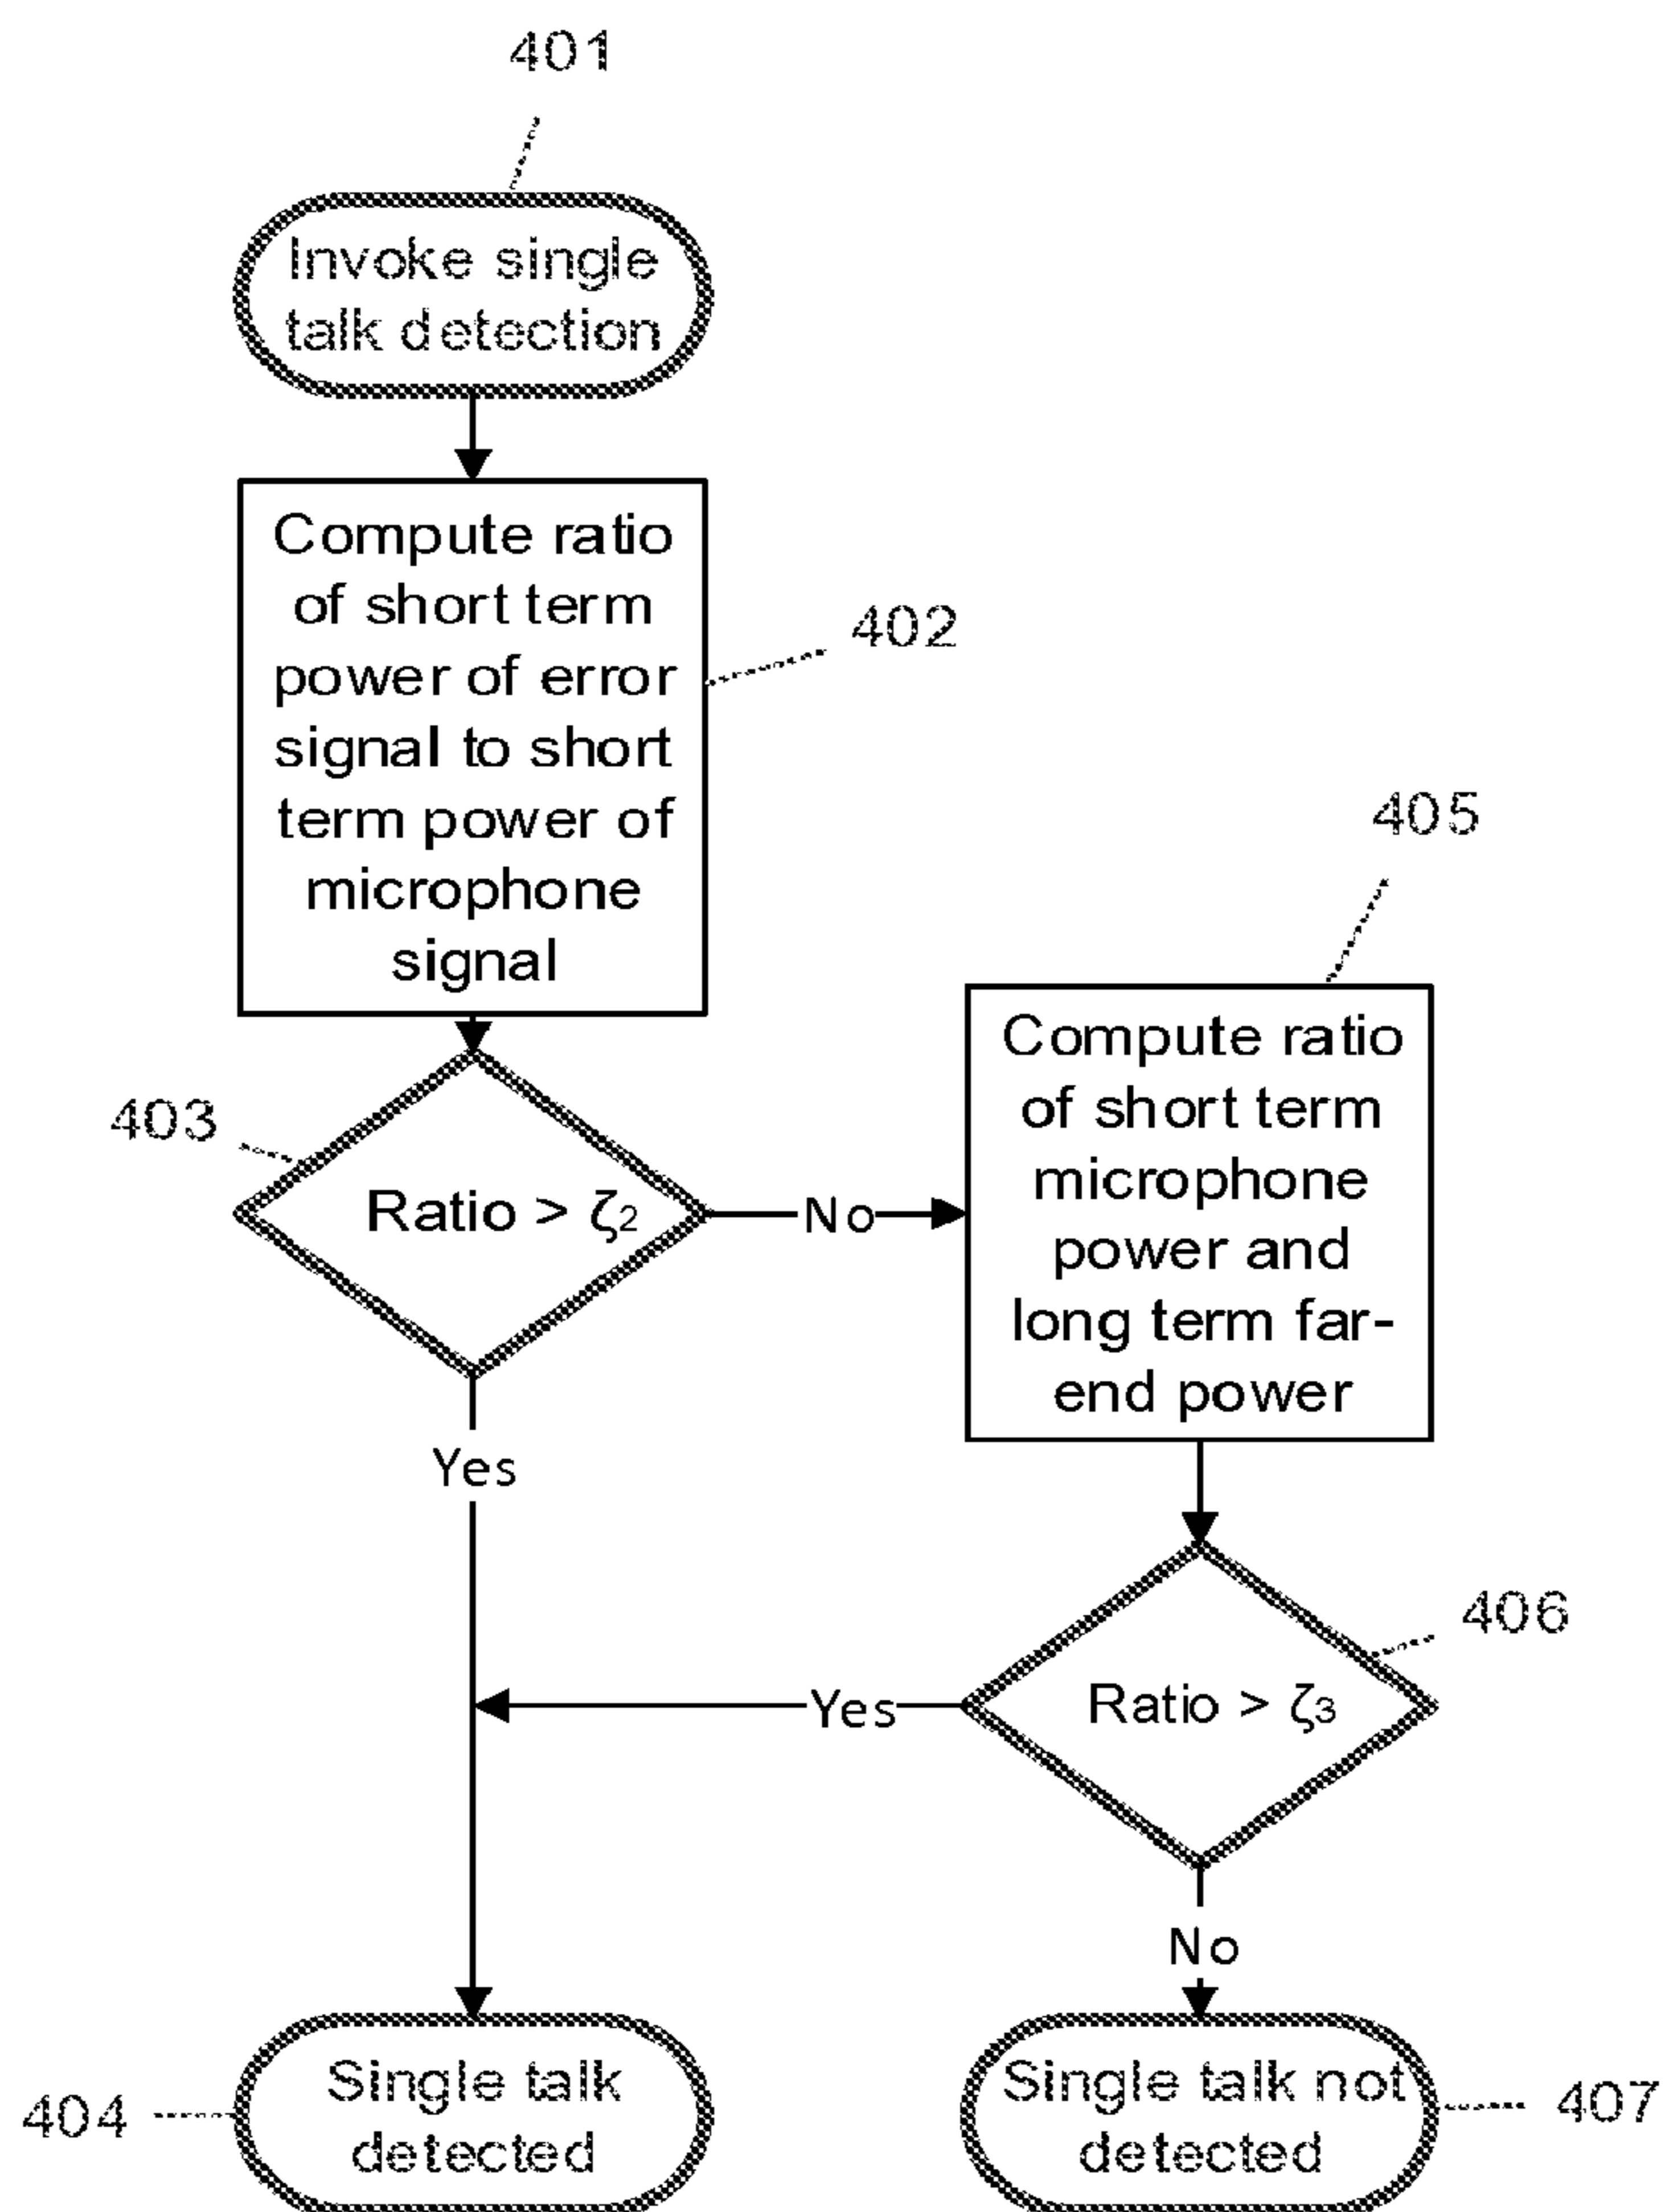 401
Invoke single
talk detection
Compute ratio
of short term
power of error
signal to short
term power of
microphone
signal
402
403
Ratio > ζ2
No
Yes
405
Compute ratio
of short term
microphone
power and
long term far-
end power
406
Ratio > ζ3
Yes
No
404
Single talk
detected
Single talk not
detected
407